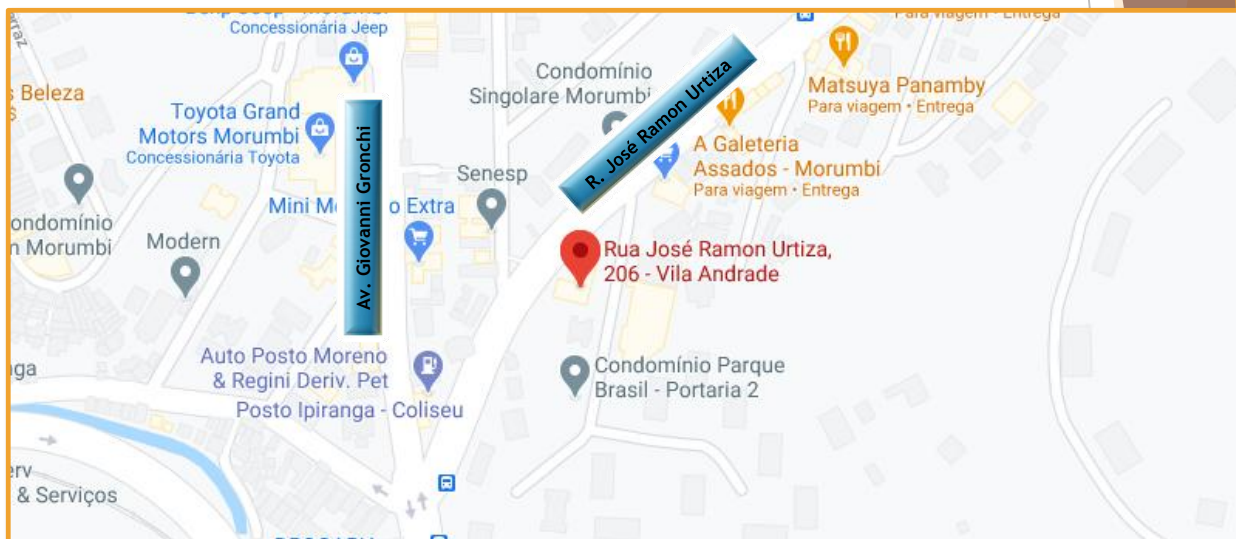 Concessionária Jeep
Para viagem • Entrega
Beleza
Toyota Grand
Motors Morumbi
Concessionária Toyota
Av. Giovanni Gronchi
Condomínio
Singolare Morumbi
R. José Ramon Urtiza
Matsuya Panamby
Para viagem • Entrega
A Galeteria
Assados - Morumbi
Para viagem • Entrega
Senesp
Mini
o Extra
Morumbi
Modern
Rua José Ramon Urtiza,
206 - Vila Andrade
Auto Posto Moreno
& Regini Deriv. Pet
Posto Ipiranga - Coliseu
Condomínio Parque
Brasil - Portaria 2
& Serviços